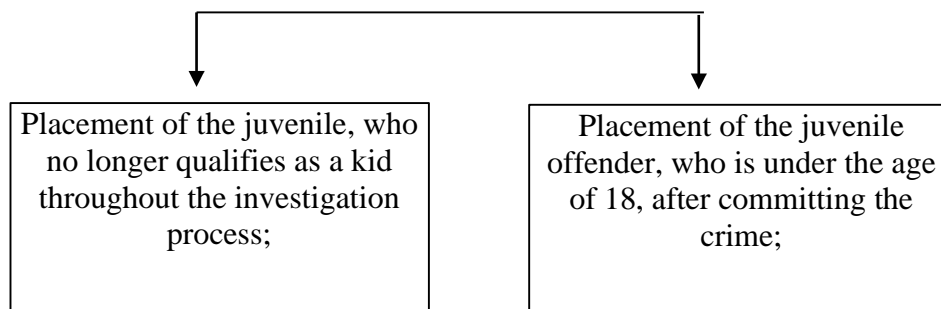 Placement of the juvenile, who
no longer qualifies as a kid
throughout the investigation
process;
Placement of the juvenile
offender, who is under the age
of 18, after committing the
crime;